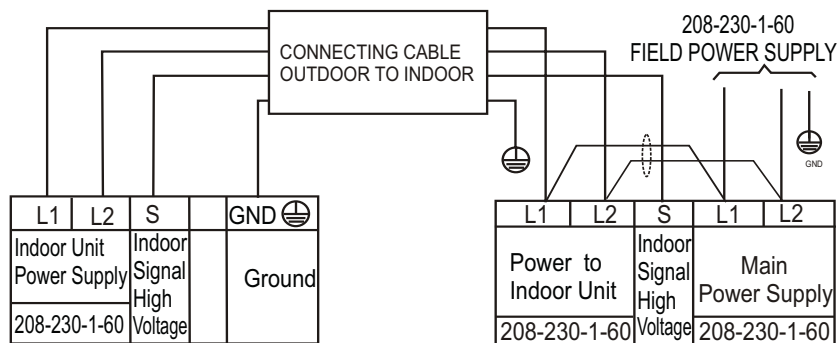 CONNECTING CABLE
OUTDOOR TO INDOOR
208-230-1-60
FIELD POWER SUPPLY
GND
L1 L2 S GND
Indoor Unit
Power Supply
208-230-1-60
Indoor
Signal
High
Voltage
Ground
L1 L2 S L1 L2
Power to
Indoor Unit
208-230-1-60
Indoor
Signal
High
Voltage
Main
Power Supply
208-230-1-60